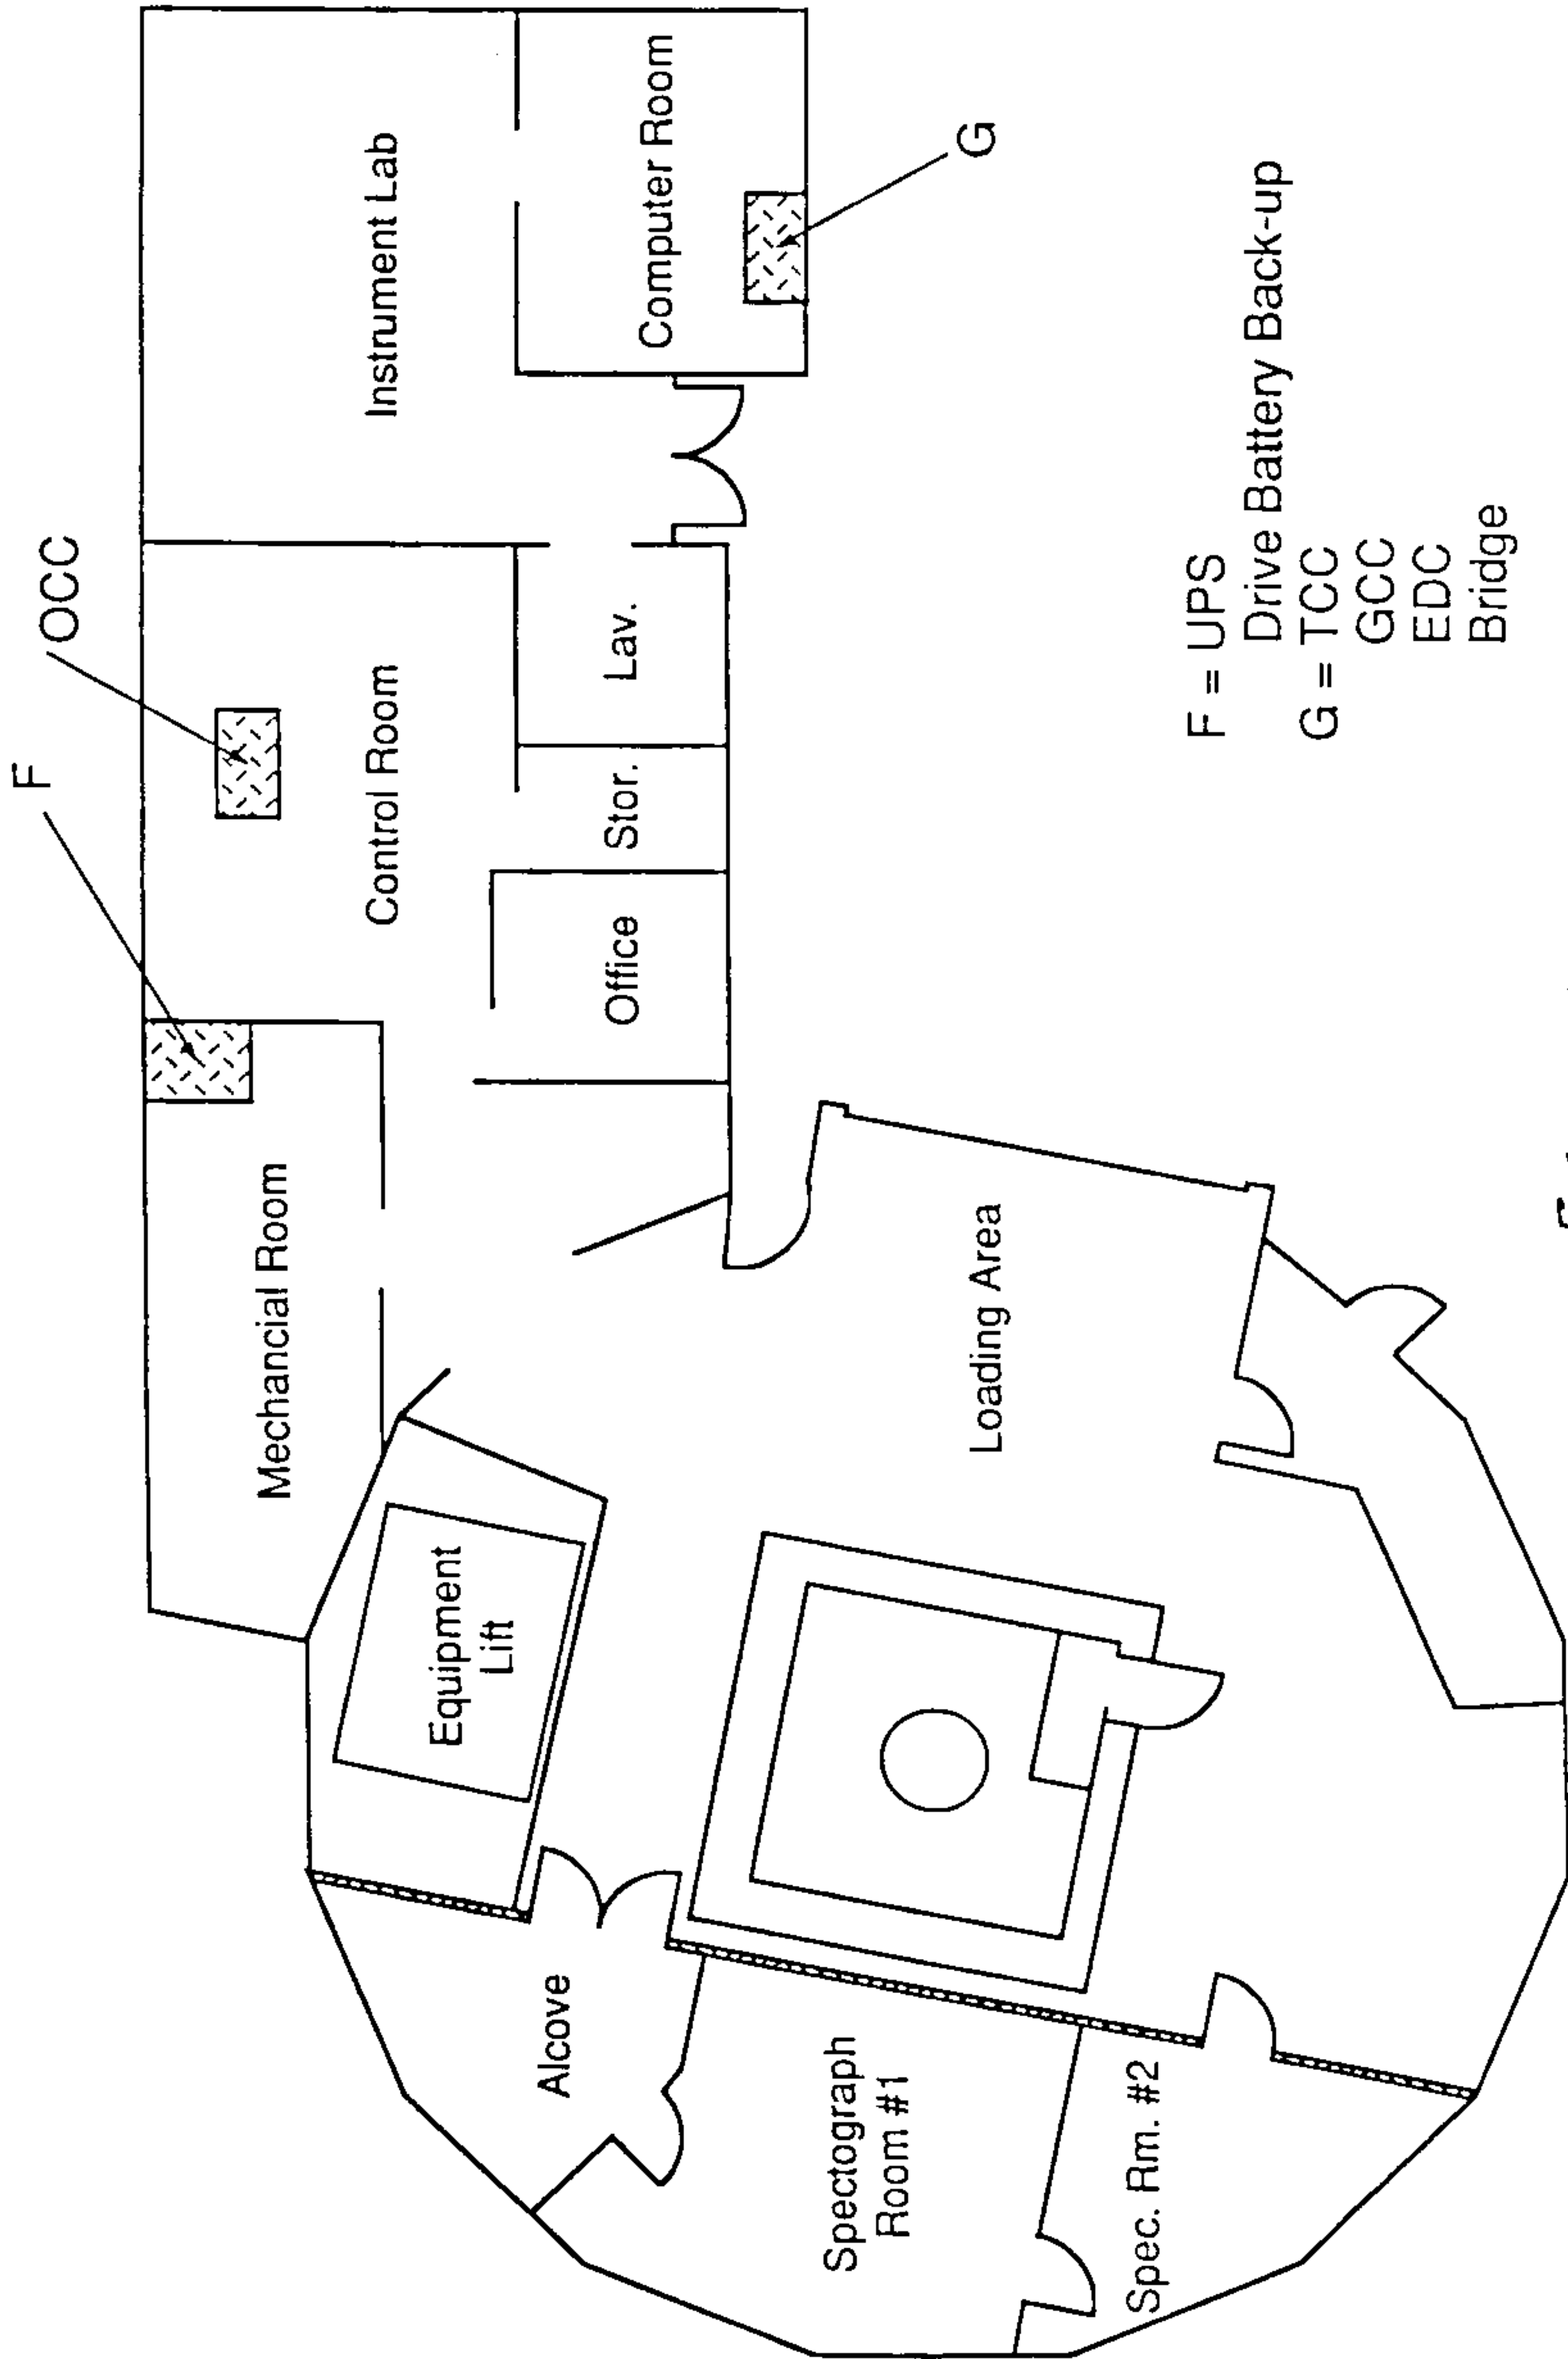 F
OCC
Mechancial Room
Control Room
Instrument Lab
Equipment
Lift
Office
Stor.
Lav.
Computer Room
G
Alcove
Loading Area
Spectograph
Room #1
Spec. Rm. #2
F = UPS
Drive Battery Back-up
G = TCC
GCC
EDC
Bridge